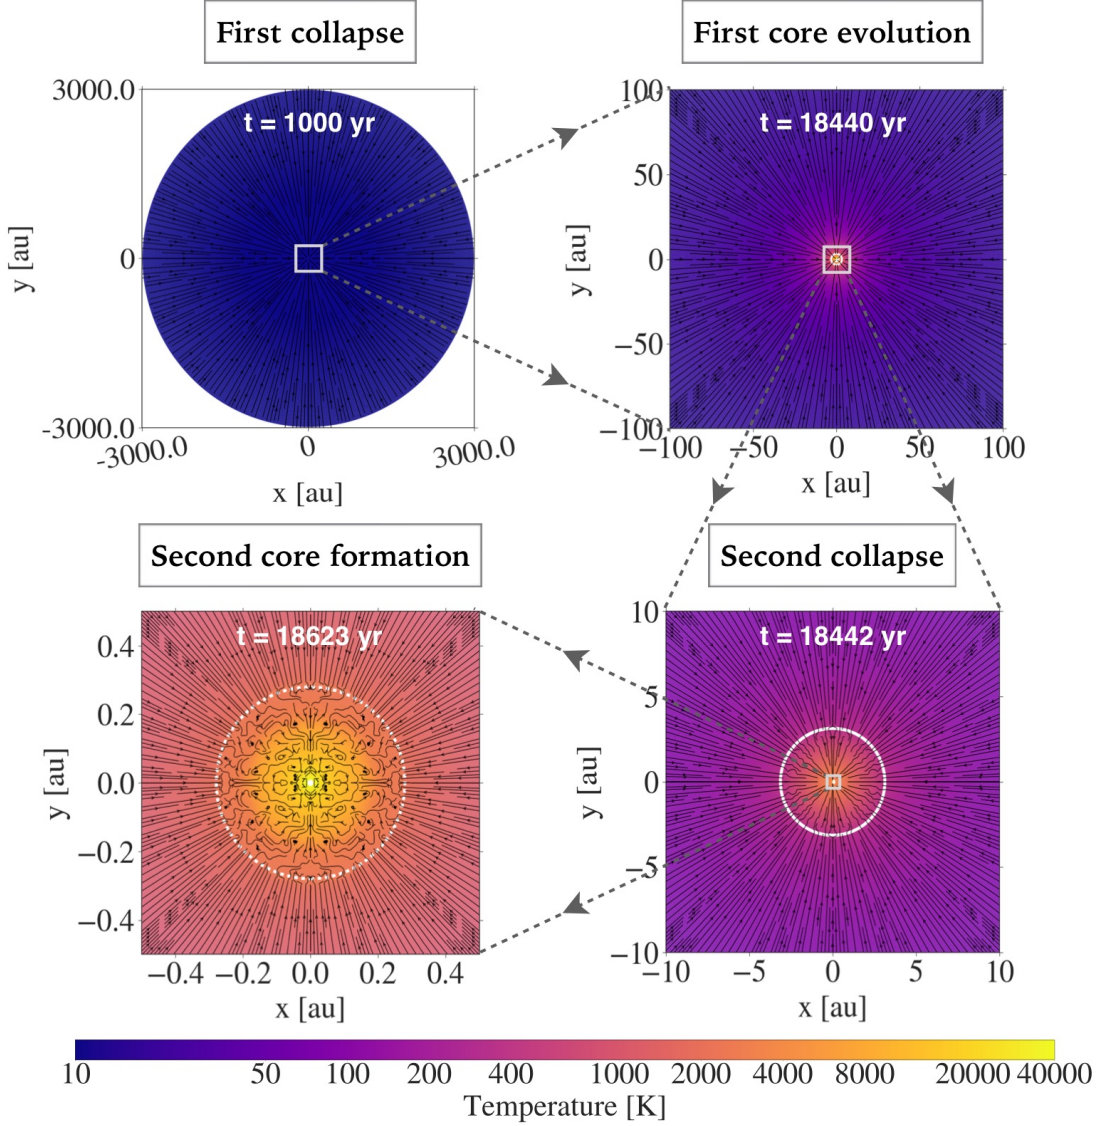 First collapse
First core evolution
3000.0
0
-3000.0
y [au]
t = 1000 yr
-3000.0 0 3000.0
x [au]
100
50
0
−50
−100
y [au]
t = 18440 yr
−100 −50 0 50 100
x [au]
Second core formation
Second collapse
0.4
0.2
0.0
−0.2
−0.4
y [au]
t = 18623 yr
−0.4 −0.2 0.0 0.2 0.4
x [au]
10
5
0
−5
−10
y [au]
t = 18442 yr
−10 −5 0 5 10
x [au]
10 50 100 200 400 1000 2000 4000 8000 20000 40000
Temperature [K]